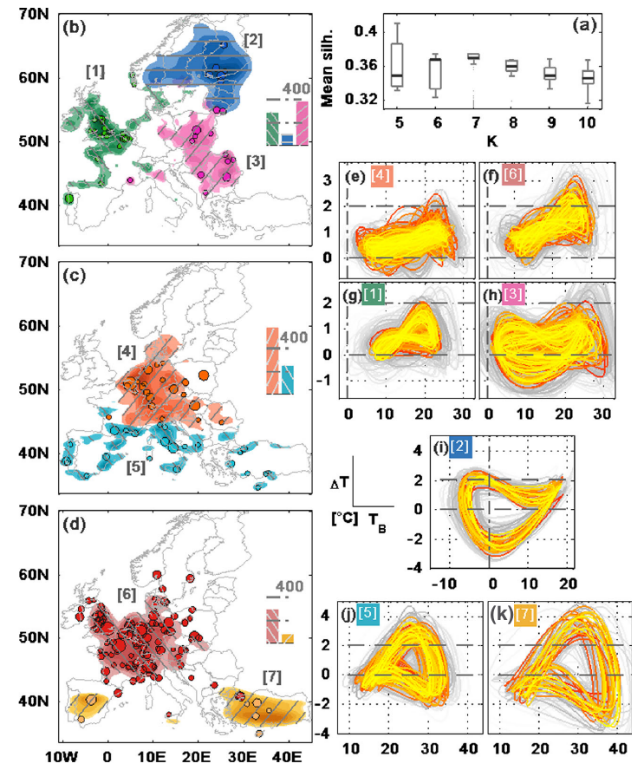 70N
(b)
[2]
[1]
60N
400
50N
[3]
40N
(a)
Mean silh.
0.4
0.36
0.32
5 6 7 8 9 10
K
(e) [4]
(f) [6]
3
2
1
0
(g) [1]
(h) [3]
2
1
0
-1
0 10 20 30
0 10 20 30
70N
(c)
60N
[4]
400
50N
40N
[5]
(i) [2]
ΔT
[°C] T_B
4
2
0
-2
-4
-10 0 10 20
70N
(d)
60N
[6]
400
50N
[7]
40N
10W 0 10E 20E 30E 40E
(j) [5]
(k) [7]
4
2
0
-2
-4
10 20 30 40
10 20 30 40